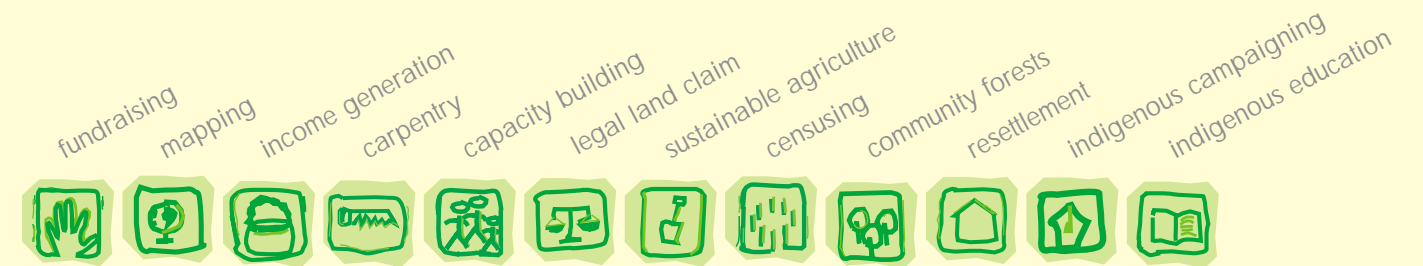 fundraising
mapping
income generation
carpentry
capacity building
legal land claim
sustainable agriculture
censusing
community forests
resettlement
indigenous campaigning
indigenous education